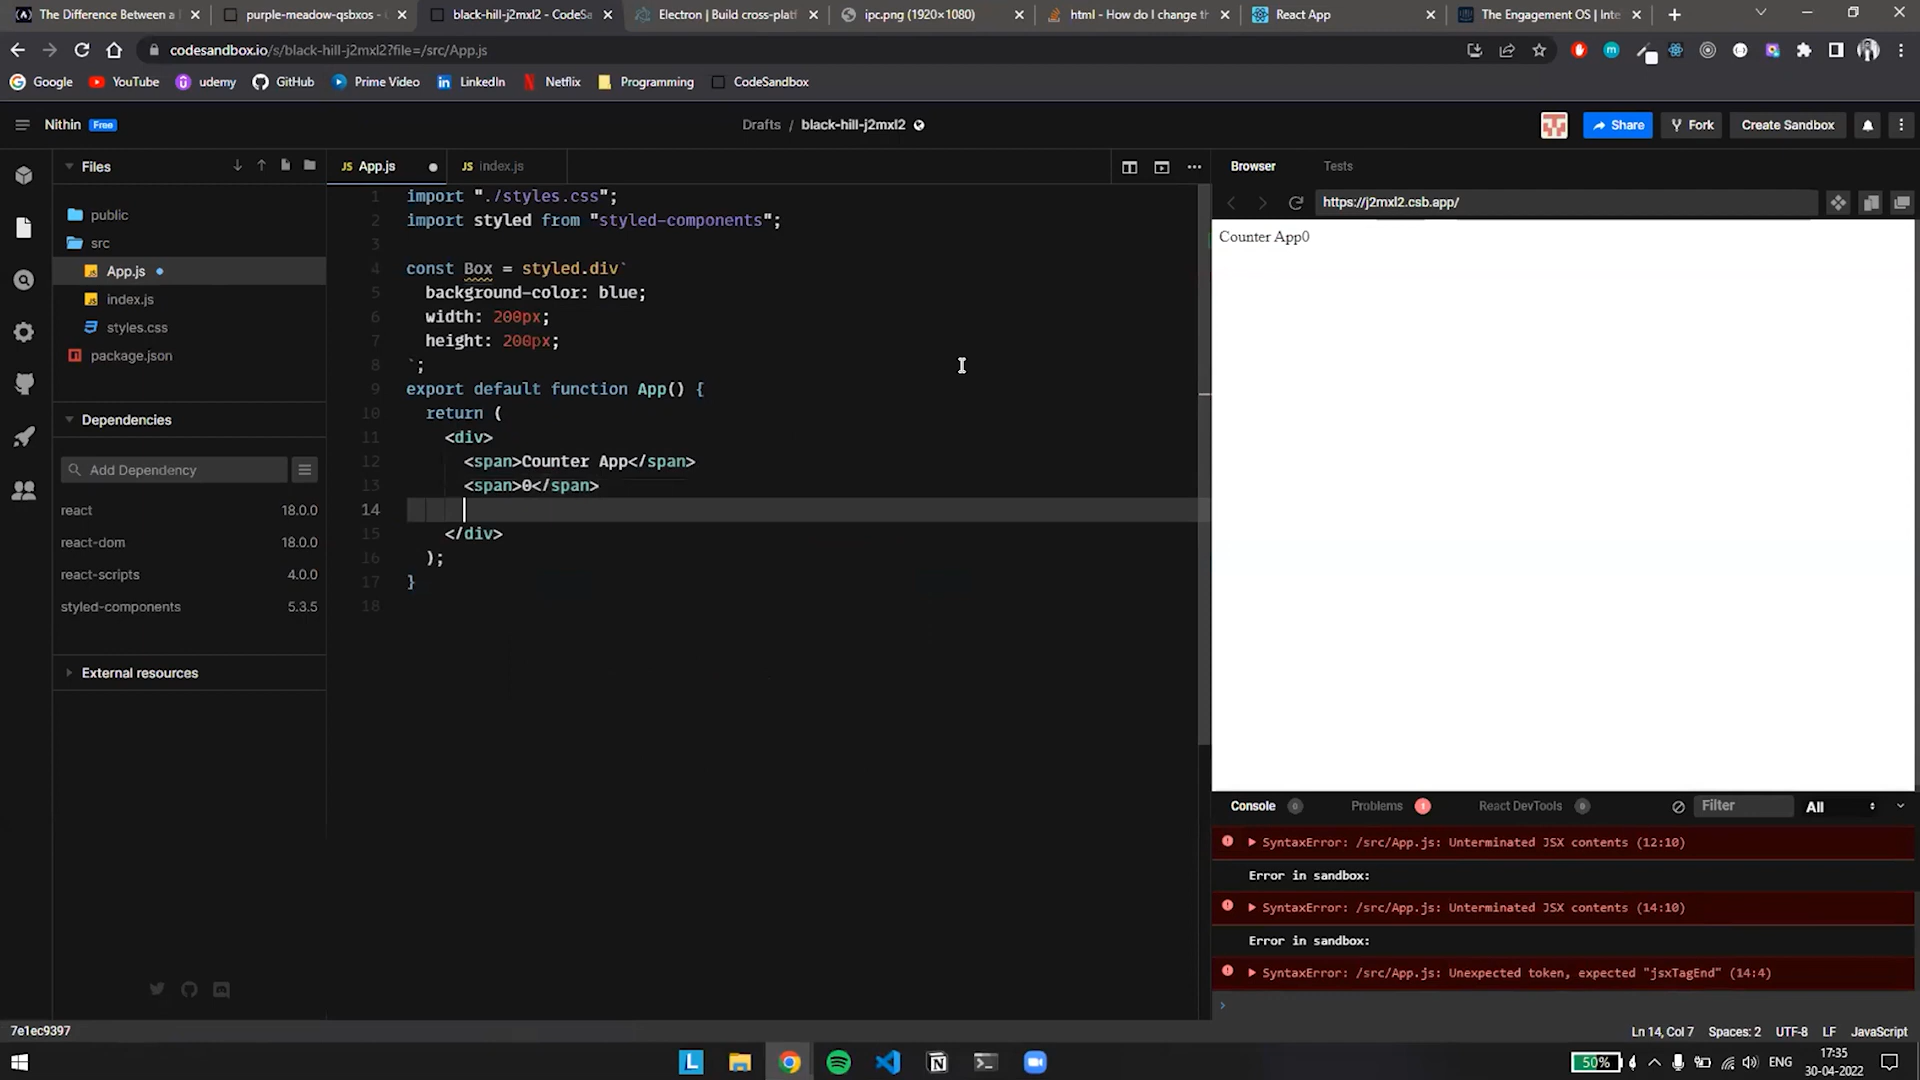 The Difference Between a
purple-meadow-qsbxos -
black-hill-j2mxl2 - CodeSa
Electron | Build cross-platf
ipc.png (1920×1080)
html - How do I change th
React App
The Engagement OS | Inte
codesandbox.io/s/black-hill-j2mxl2?file=/src/App.js
Google
YouTube
udemy
GitHub
Prime Video
LinkedIn
Netflix
Programming
CodeSandbox
Nithin Free
Drafts / black-hill-j2mxl2
Share
Fork
Create Sandbox
Files
JS App.js
JS index.js
Browser
Tests
https://j2mxl2.csb.app/
public
src
App.js
index.js
styles.css
package.json
Dependencies
Add Dependency
react 18.0.0
react-dom 18.0.0
react-scripts 4.0.0
styled-components 5.3.5
External resources
1 import "./styles.css";
2 import styled from "styled-components";
3
4 const Box = styled.div`
5 background-color: blue;
6 width: 200px;
7 height: 200px;
8 `;
9 export default function App() {
10 return (
11 <div>
12 <span>Counter App</span>
13 <span>0</span>
14
15 </div>
16 );
17 }
18
Counter App0
Console 0
Problems 1
React DevTools 0
Filter
All
SyntaxError: /src/App.js: Unterminated JSX contents (12:10)
Error in sandbox:
SyntaxError: /src/App.js: Unterminated JSX contents (14:10)
Error in sandbox:
SyntaxError: /src/App.js: Unexpected token, expected "jsxTagEnd" (14:4)
7e1ec9397
Ln 14, Col 7
Spaces: 2
UTF-8
LF
JavaScript
L
50%
ENG
17:35
30-04-2022